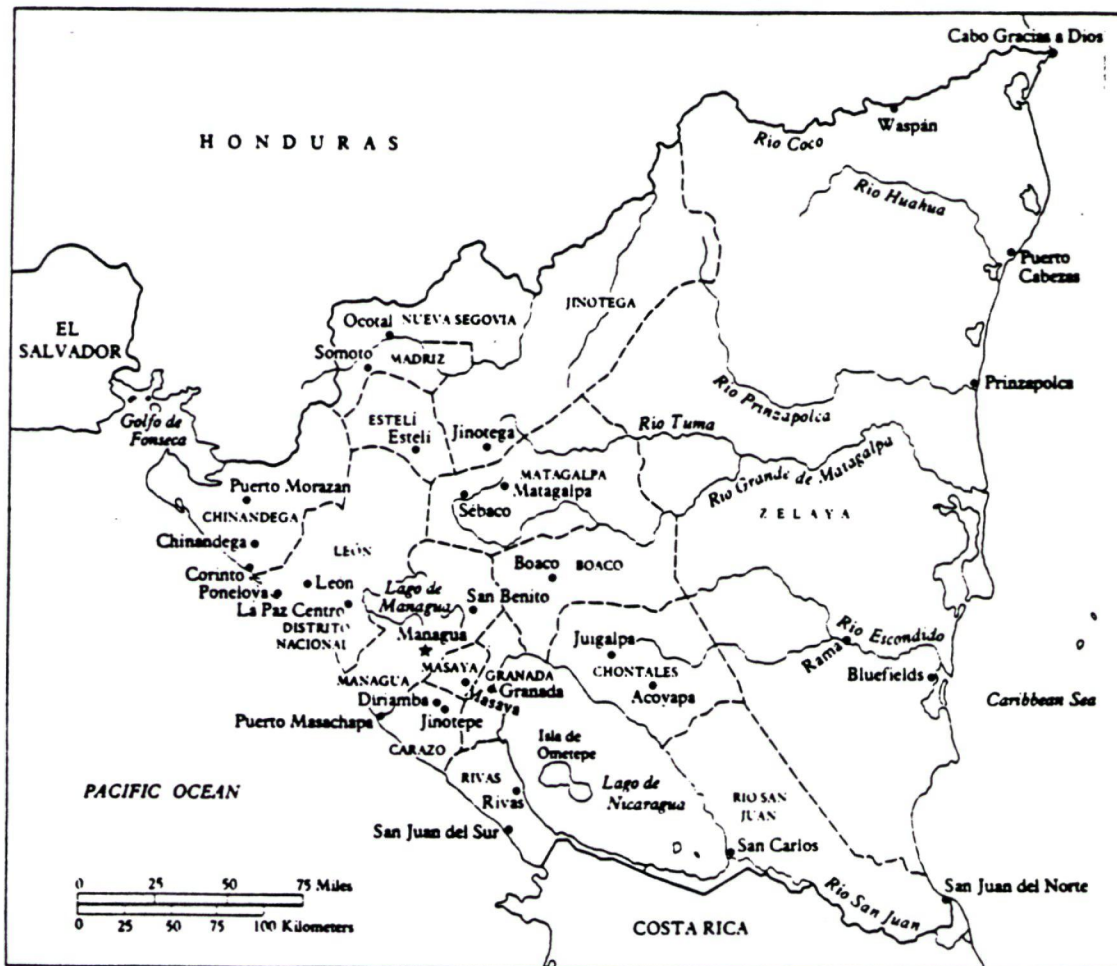 Cabo Gracias a Dios
HONDURAS
Waspán
Rio Coco
Rio Huahua
Puerto
Cabezas
JINOTEGA
EL
SALVADOR
Ocotal
NUEVA SEGOVIA
Somoto
MADRIZ
Prinzapolca
Rio Prinzapolca
Golfo de
Fonseca
ESTELÍ
Estelí
Jinotega
Rio Tuma
Rio Grande de Matagalpa
MATAGALPA
Matagalpa
Sébaco
Puerto Morazan
CHINANDEGA
ZELAYA
Chinandega
LEÓN
Boaco
BOACO
Corinto
Poneloya
Leon
Lago de
Managua
San Benito
La Paz Centro
DISTRITO
NACIONAL
Managua
Juigalpa
Rio Escondido
Rama
MASAYA
GRANADA
Granada
CHONTALES
Bluefields
MANAGUA
Masaya
Acoyapa
Diriamba
Jinotepe
Puerto Masachapa
Caribbean Sea
CARAZO
Isla de
Ometepe
PACIFIC OCEAN
RIVAS
Rivas
Lago de
Nicaragua
RIO SAN
JUAN
San Juan del Sur
San Carlos
0 25 50 75 Miles
0 25 50 75 100 Kilometers
Rio San Juan
San Juan del Norte
COSTA RICA